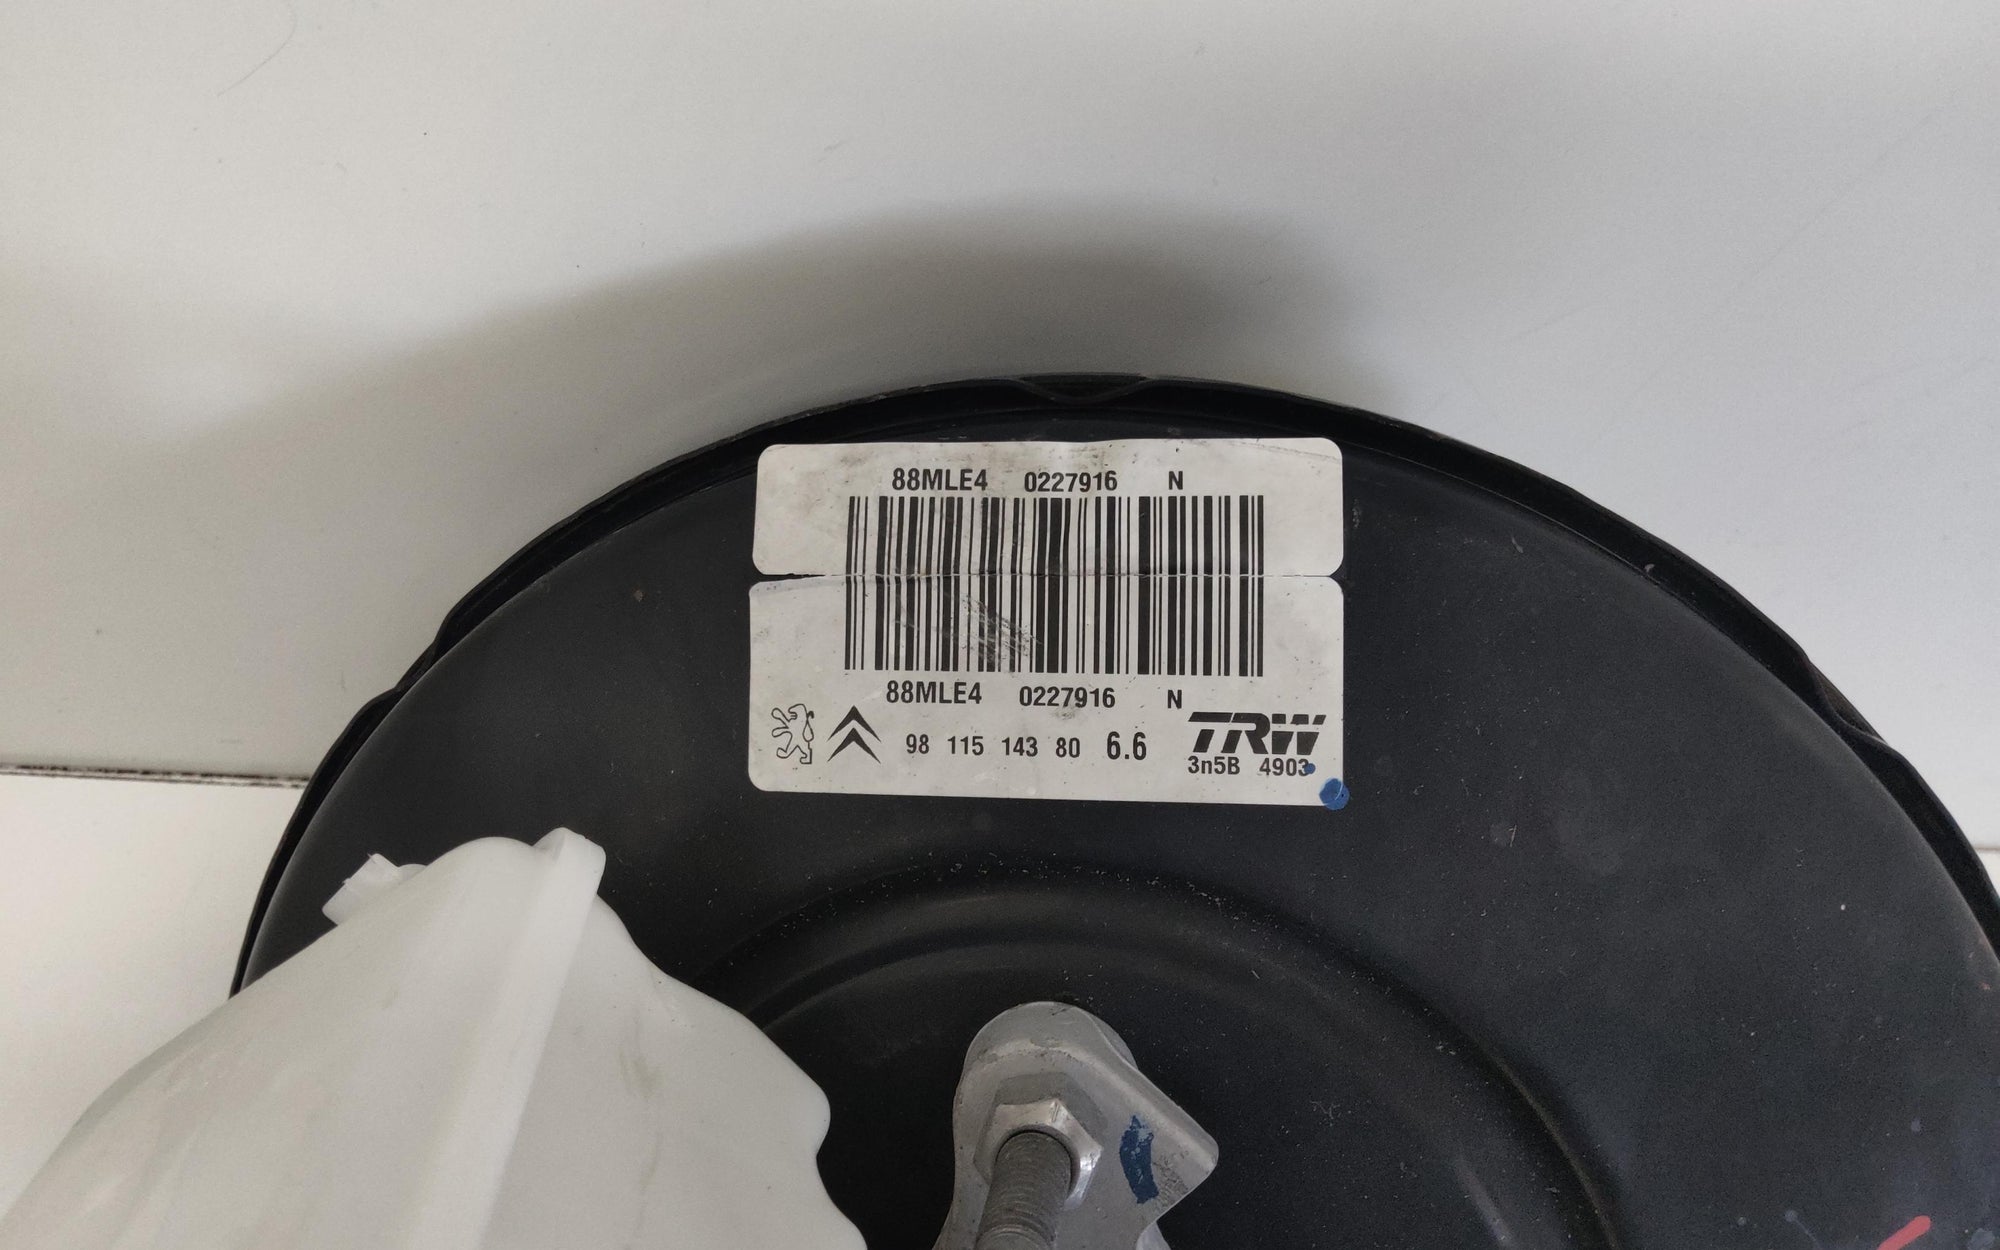 88MLE4 0227916 N
88MLE4 0227916 N
98 115 143 80 6.6 TRW
3n5B 4903